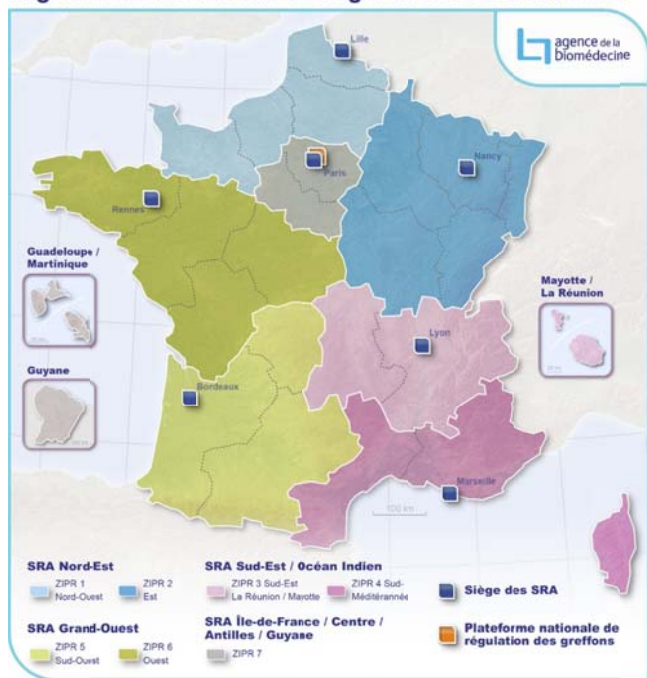 Lille
agence de la
biomédecine
Nancy
Paris
Rennes
Guadeloupe /
Martinique
Mayotte /
La Réunion
Lyon
Guyane
Bordeaux
Marseille
100 km
SRA Nord-Est
ZIPR 1
Nord-Ouest
ZIPR 2
Est
SRA Sud-Est / Océan Indien
ZIPR 3 Sud-Est
La Réunion / Mayotte
ZIPR 4 Sud-
Méditérannée
Siège des SRA
SRA Grand-Ouest
ZIPR 5
Sud-Ouest
ZIPR 6
Ouest
SRA Île-de-France / Centre /
Antilles / Guyane
ZIPR 7
Plateforme nationale de
régulation des greffons